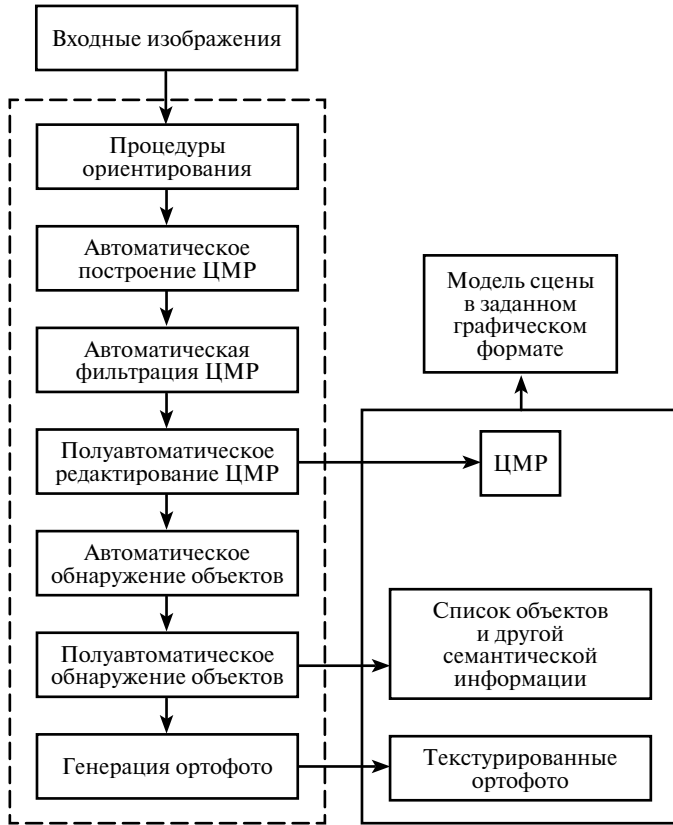 Входные изображения
Процедуры
ориентирования
Автоматическое
построение ЦМР
Автоматическая
фильтрация ЦМР
Полуавтоматическое
редактирование ЦМР
Автоматическое
обнаружение объектов
Полуавтоматическое
обнаружение объектов
Генерация ортофото
Модель сцены
в заданном
графическом
формате
ЦМР
Список объектов
и другой
семантической
информации
Текстурированные
ортофото